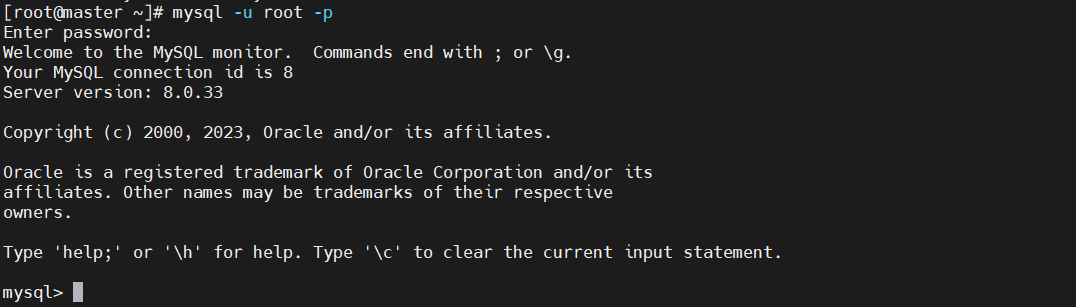 [root@master ~]# mysql -u root -p
Enter password:
Welcome to the MySQL monitor.  Commands end with ; or \g.
Your MySQL connection id is 8
Server version: 8.0.33

Copyright (c) 2000, 2023, Oracle and/or its affiliates.

Oracle is a registered trademark of Oracle Corporation and/or its
affiliates. Other names may be trademarks of their respective
owners.

Type 'help;' or '\h' for help. Type '\c' to clear the current input statement.

mysql>